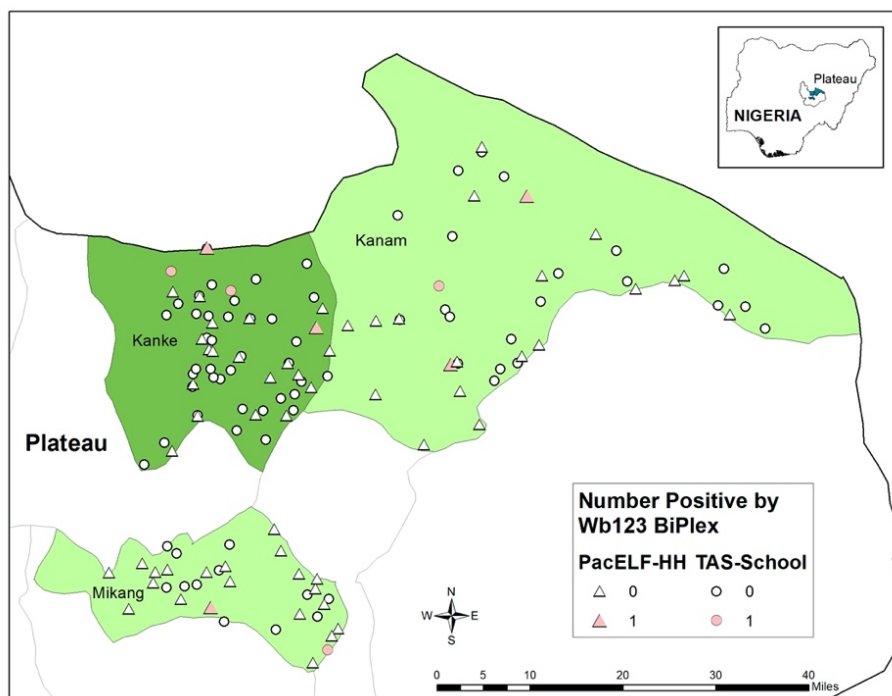 Plateau
NIGERIA
Kanam
Kanke
Plateau
Mikang
Number Positive by
Wb123 BiPlex
PacELF-HH TAS-School
0 0
1 1
N
W E
S
0 5 10 20 30 40
Miles